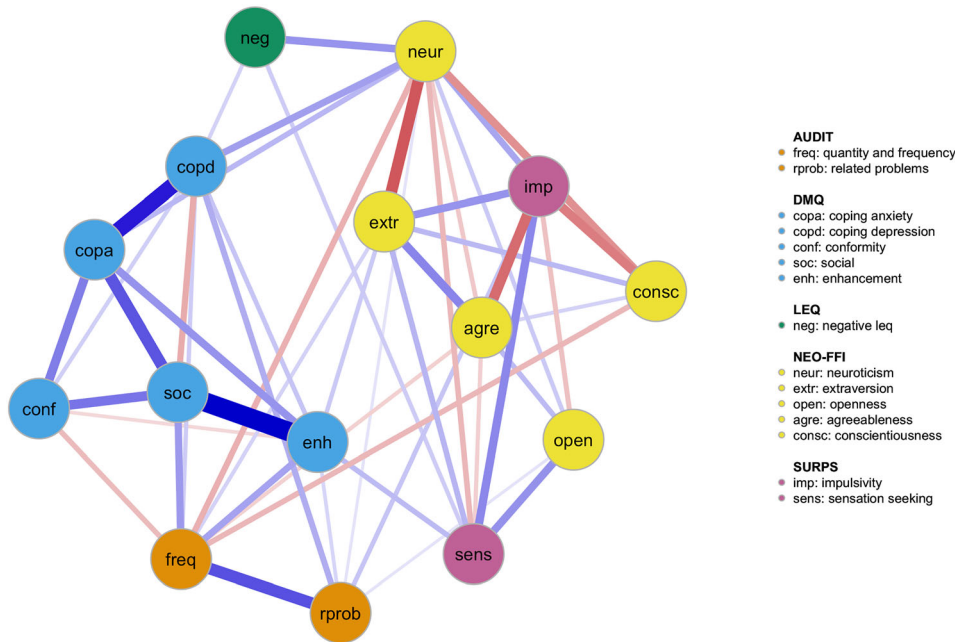 neg
neur
copd
imp
extr
copa
consc
agre
soc
conf
enh
open
freq
sens
rprob
AUDIT
freq: quantity and frequency
rprob: related problems
DMQ
copa: coping anxiety
copd: coping depression
conf: conformity
soc: social
enh: enhancement
LEQ
neg: negative leq
NEO-FFI
neur: neuroticism
extr: extraversion
open: openness
agre: agreeableness
consc: conscientiousness
SURPS
imp: impulsivity
sens: sensation seeking